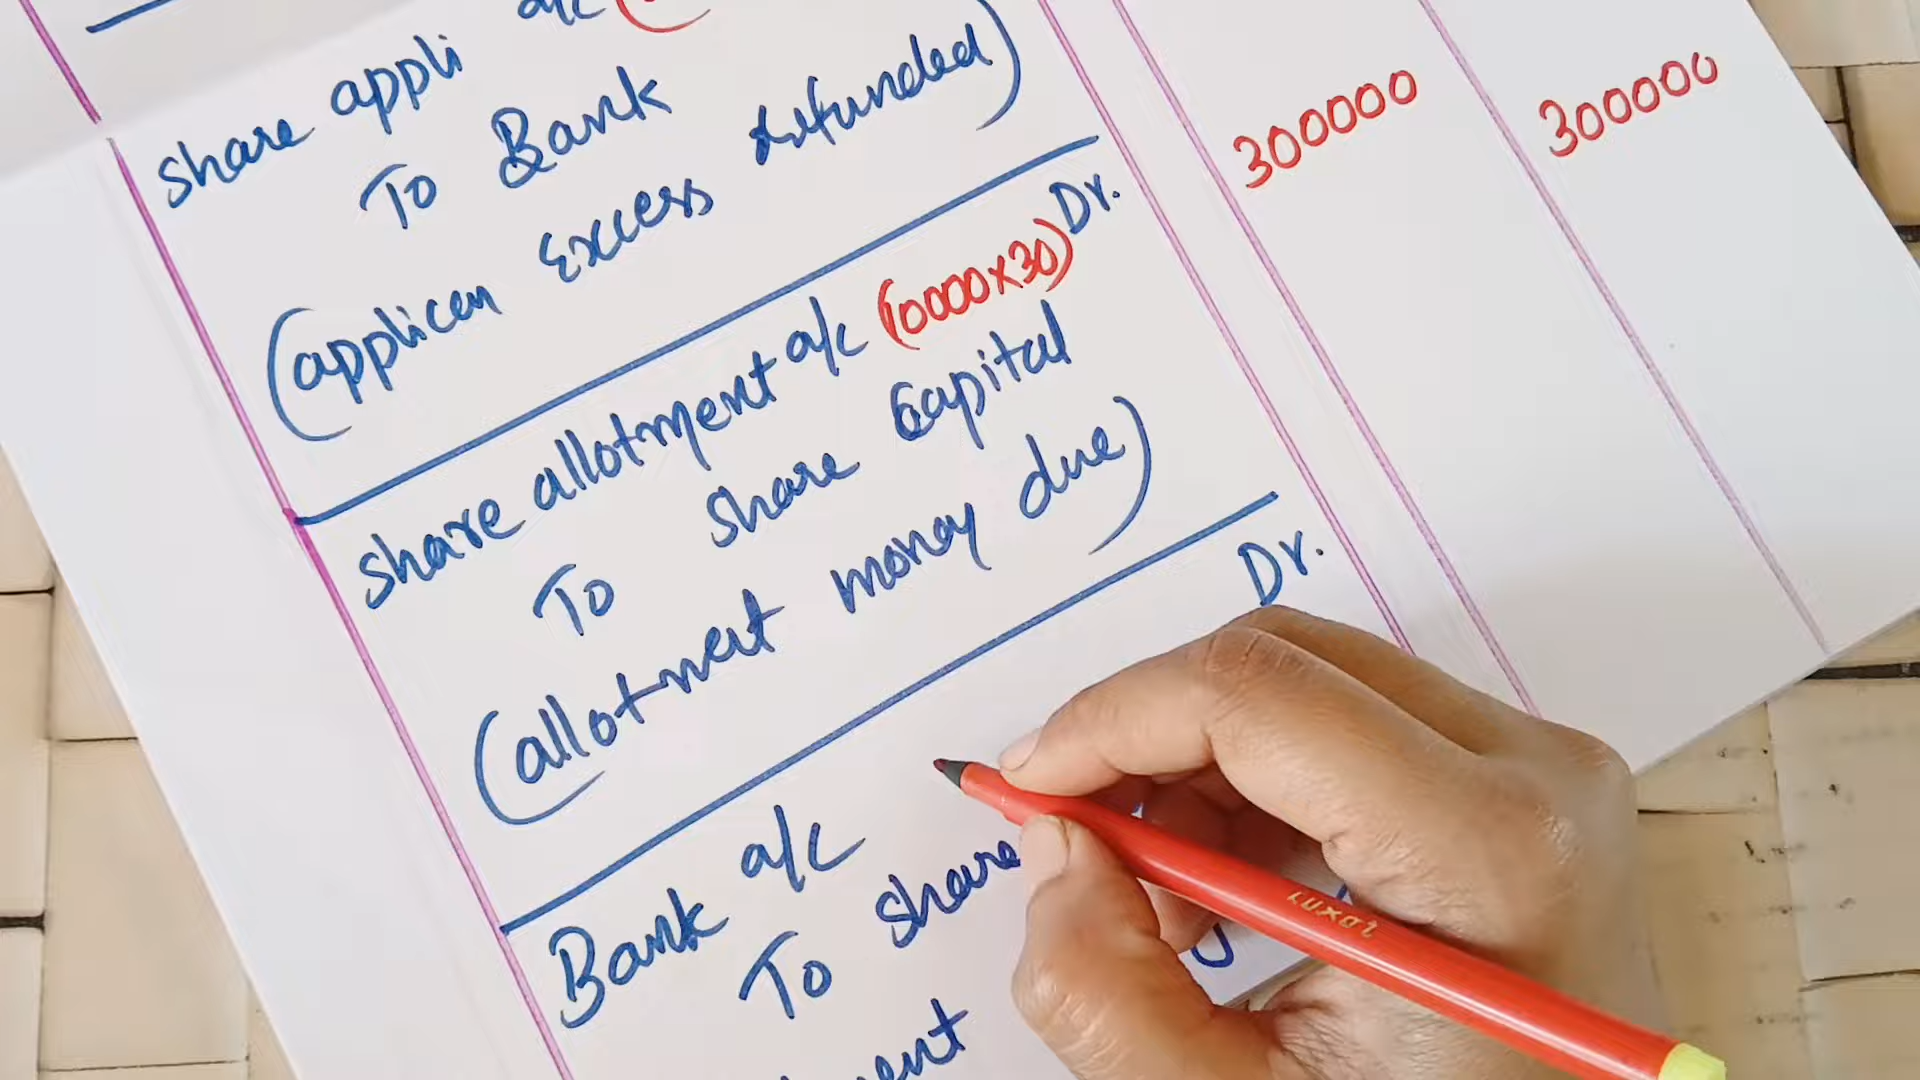 share appli a/c (
To Bank
(applicen Excess refunded)
share allotment a/c (10000x30) Dr. 300000
To share Capital 300000
(allotment money due)
Bank a/c Dr.
To share
ment
luxor